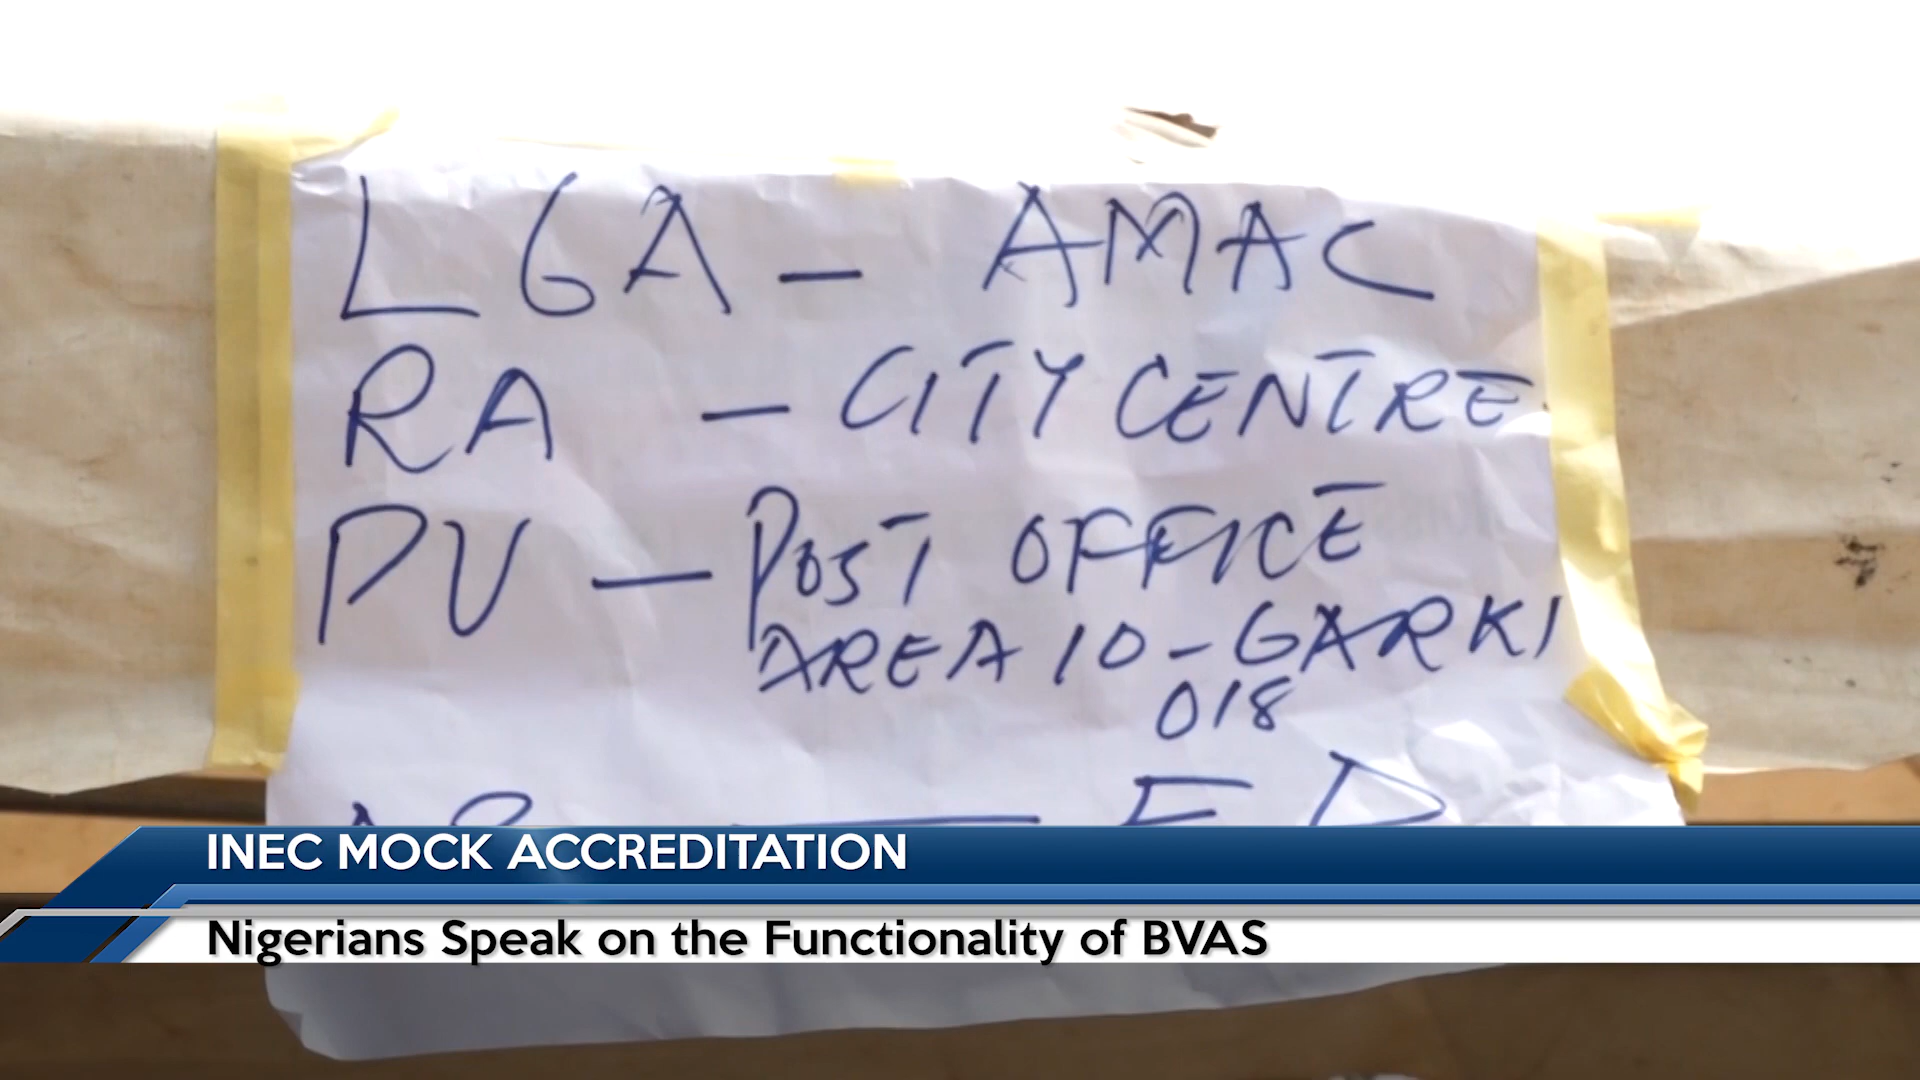 LGA - AMAC
RA - CITY CENTRE
PU - POST OFFICE
AREA 10 - GARKI
018
INEC MOCK ACCREDITATION
Nigerians Speak on the Functionality of BVAS